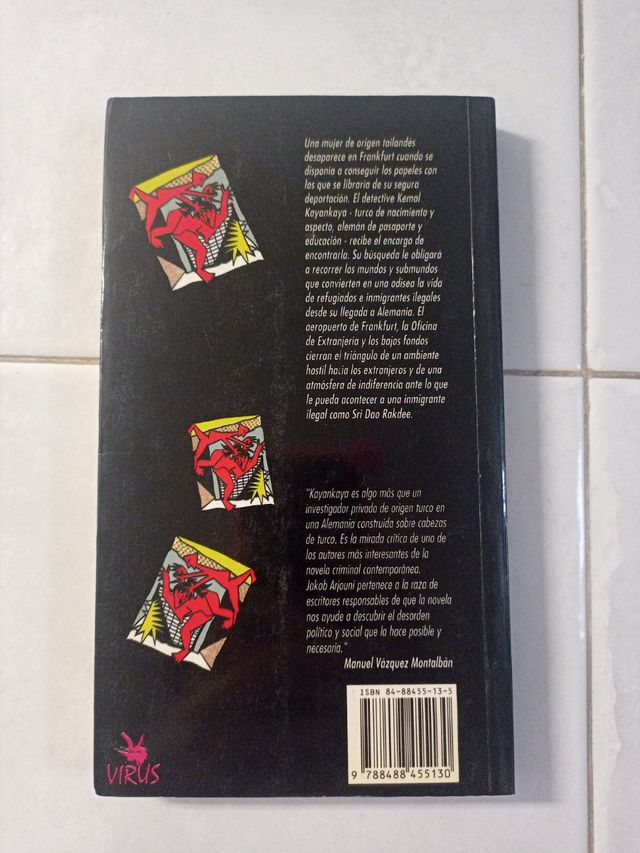 Una mujer de origen tailandés
desaparece en Frankfurt cuando se
disponía a conseguir los papeles con
los que se libraría de su segura
deportación. El detective Kemal
Kayankaya - turco de nacimiento y
aspecto, alemán de pasaporte y
educación - recibe el encargo de
encontrarla. Su búsqueda le obligará
a recorrer los mundos y submundos
que convierten en una odisea la vida
de refugiados e inmigrantes ilegales
desde su llegada a Alemania. El
aeropuerto de Frankfurt, la Oficina
de Extranjería y los bajos fondos
cierran el triángulo de un ambiente
hostil hacia los extranjeros y de una
atmósfera de indiferencia ante lo que
le pueda acontecer a una inmigrante
ilegal como Sri Dao Rakdee.
"Kayankaya es algo más que un
investigador privado de origen turco en
una Alemania construida sobre cabezas
de turco. Es la mirada crítica de uno de
los autores más interesantes de la
novela criminal contemporánea.
Jakob Arjouni pertenece a la raza de
escritores responsables de que la novela
nos ayude a descubrir el desorden
político y social que la hace posible y
necesaria."
Manuel Vázquez Montalbán
ISBN 84-88455-13-5
9 788488 455130
VIRUS